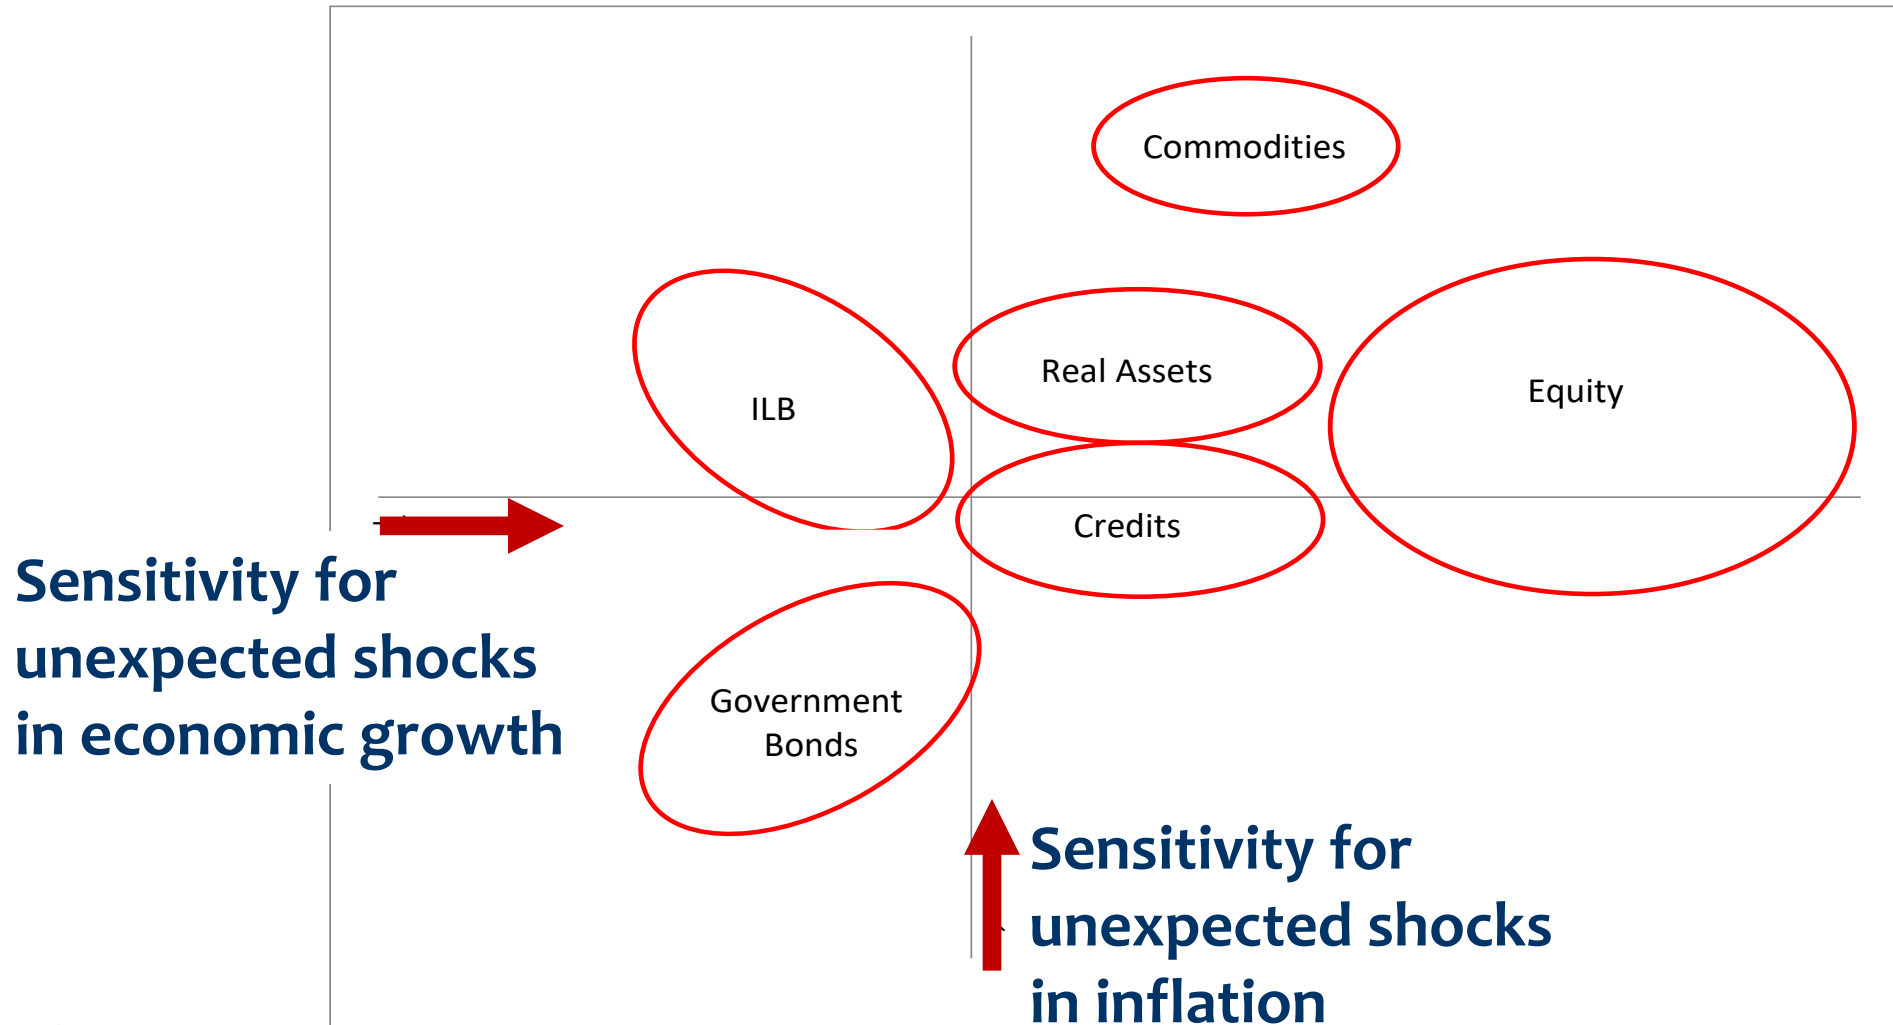 Commodities
Real Assets
Equity
ILB
Credits
Sensitivity for
unexpected shocks
in economic growth
Government
Bonds
Sensitivity for
unexpected shocks
in inflation